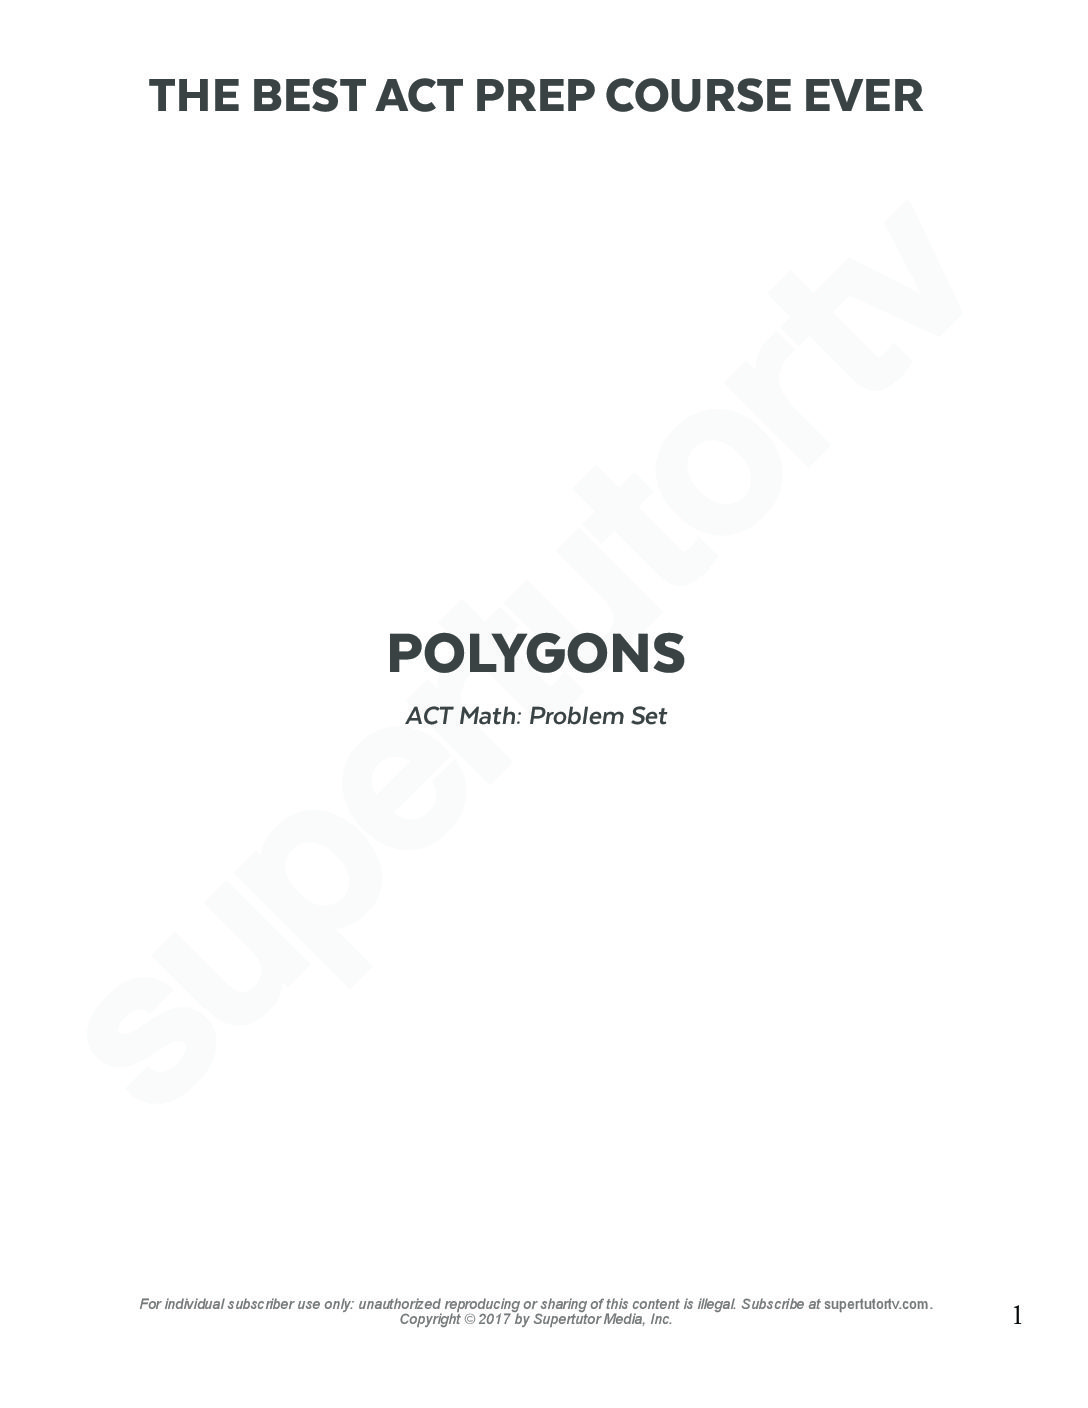 THE BEST ACT PREP COURSE EVER
supertutortv
POLYGONS
ACT Math: Problem Set
For individual subscriber use only: unauthorized reproducing or sharing of this content is illegal. Subscribe at supertutortv.com.
Copyright © 2017 by Supertutor Media, Inc.
1